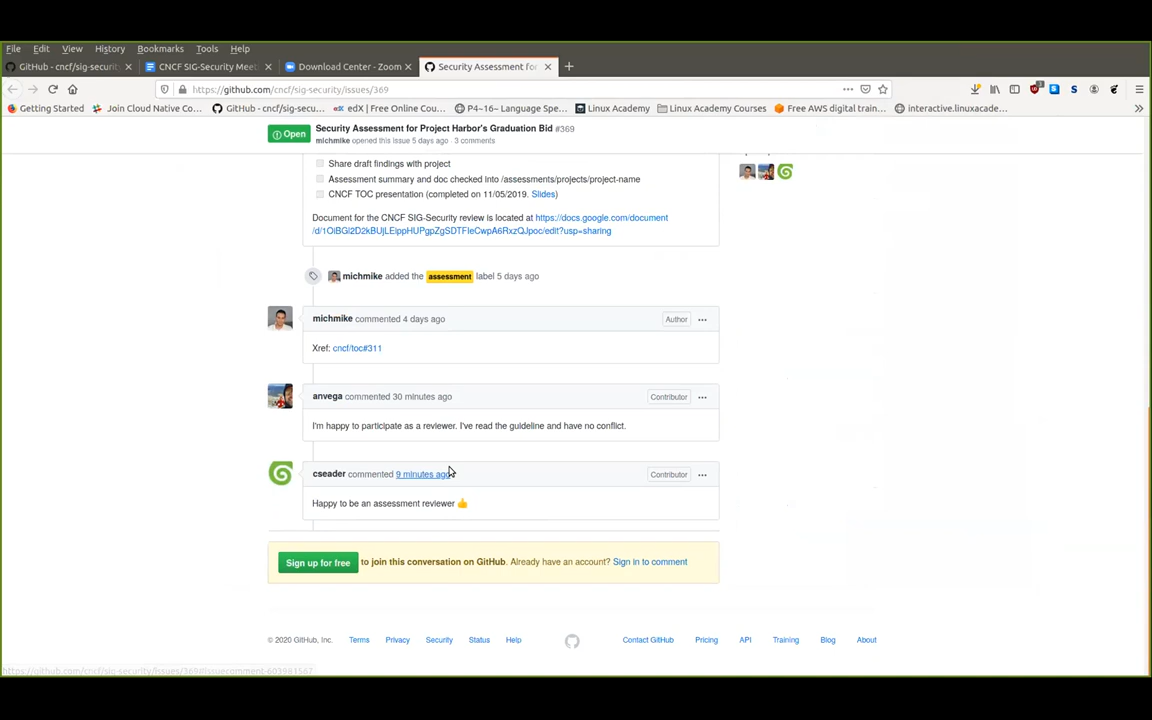 File Edit View History Bookmarks Tools Help
GitHub - cncf/sig-security
CNCF SIG-Security Meeti
Download Center - Zoom
Security Assessment for
https://github.com/cncf/sig-security/issues/369
Getting Started
Join Cloud Native Co...
GitHub - cncf/sig-secu...
edX | Free Online Cou...
P4~16~ Language Spe...
Linux Academy
Linux Academy Courses
Free AWS digital train...
interactive.linuxacade...
Open
Security Assessment for Project Harbor's Graduation Bid #369
michmike opened this issue 5 days ago · 3 comments
Share draft findings with project
Assessment summary and doc checked into /assessments/projects/project-name
CNCF TOC presentation (completed on 11/05/2019. Slides)
Document for the CNCF SIG-Security review is located at https://docs.google.com/document
michmike added the assessment label 5 days ago
michmike commented 4 days ago
Author
Xref: cncf/toc#311
anvega commented 30 minutes ago
Contributor
I'm happy to participate as a reviewer. I've read the guideline and have no conflict.
cseader commented 9 minutes ago
Contributor
Happy to be an assessment reviewer 👍
Sign up for free to join this conversation on GitHub. Already have an account? Sign in to comment
© 2020 GitHub, Inc. Terms Privacy Security Status Help
Contact GitHub Pricing API Training Blog About